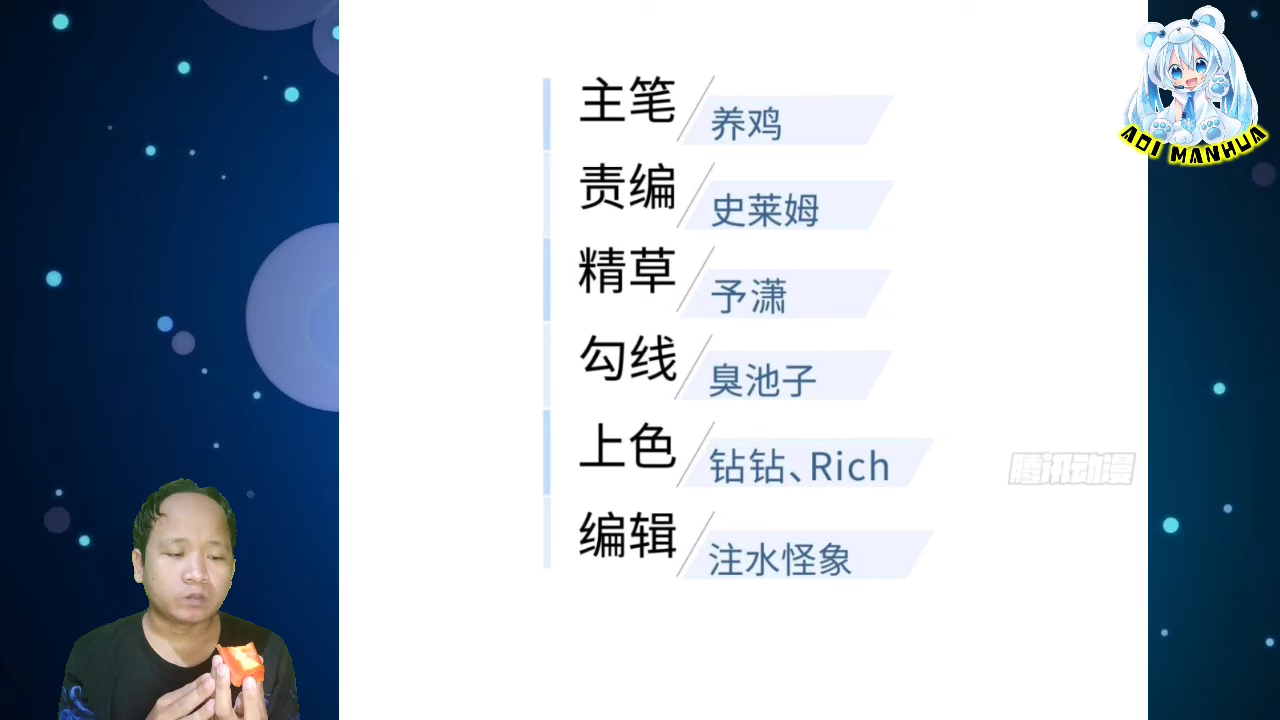 主笔 养鸡
责编 史莱姆
精草 予潇
勾线 臭池子
上色 钻钻、Rich
编辑 注水怪象
腾讯动漫
AOI MANHUA